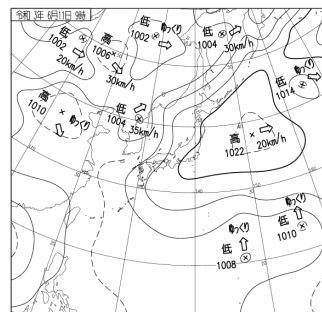 令和 3年 6月11日 9時
低
1002
20km/h
高
1006
30km/h
低
1002
ゆっくり
低
1004
30km/h
ゆっくり
低
1014
高
1010
ゆっくり
低
1004
35km/h
高
1022
20km/h
ゆっくり
低
1008
ゆっくり
低
1010
140